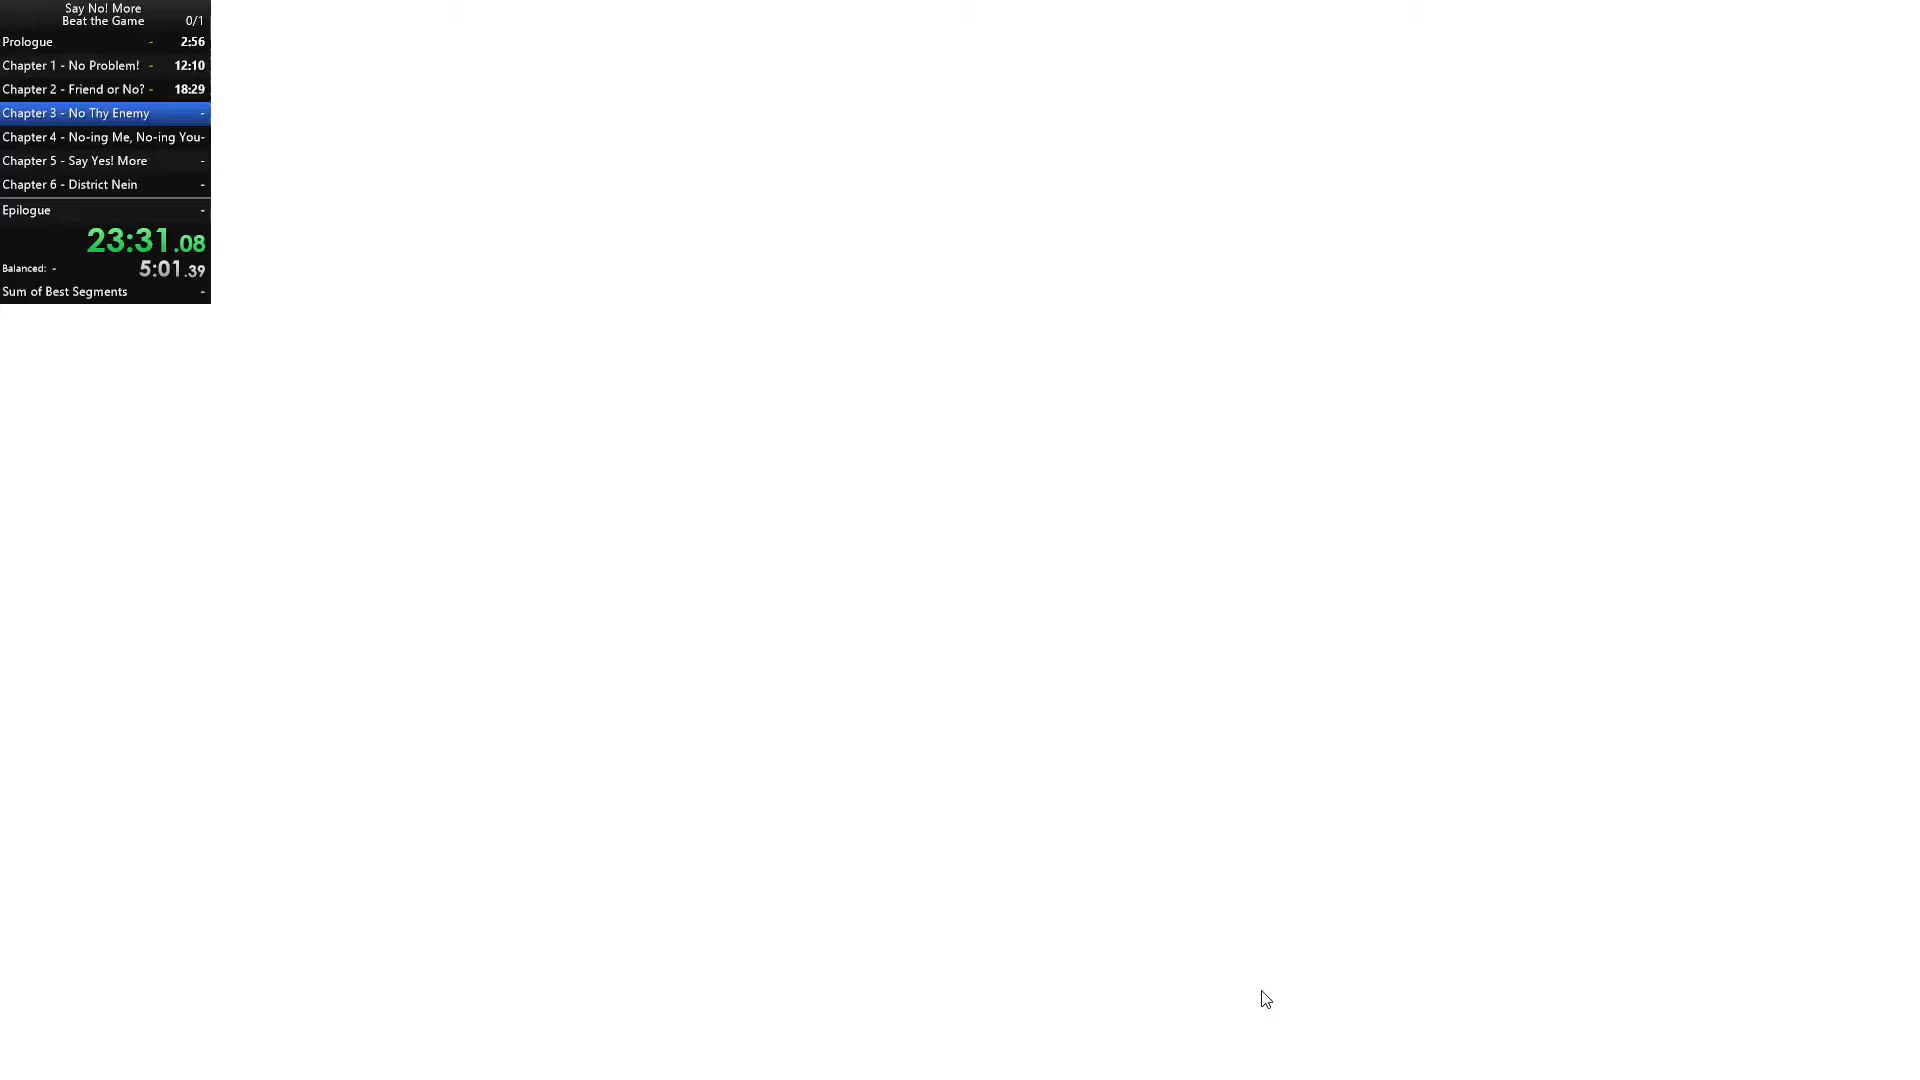 Say No! More
Beat the Game 0/1
Prologue - 2:56
Chapter 1 - No Problem! - 12:10
Chapter 2 - Friend or No? - 18:29
Chapter 3 - No Thy Enemy -
Chapter 4 - No-ing Me, No-ing You-
Chapter 5 - Say Yes! More -
Chapter 6 - District Nein -
Epilogue -
23:31.08
Balanced: - 5:01.39
Sum of Best Segments -